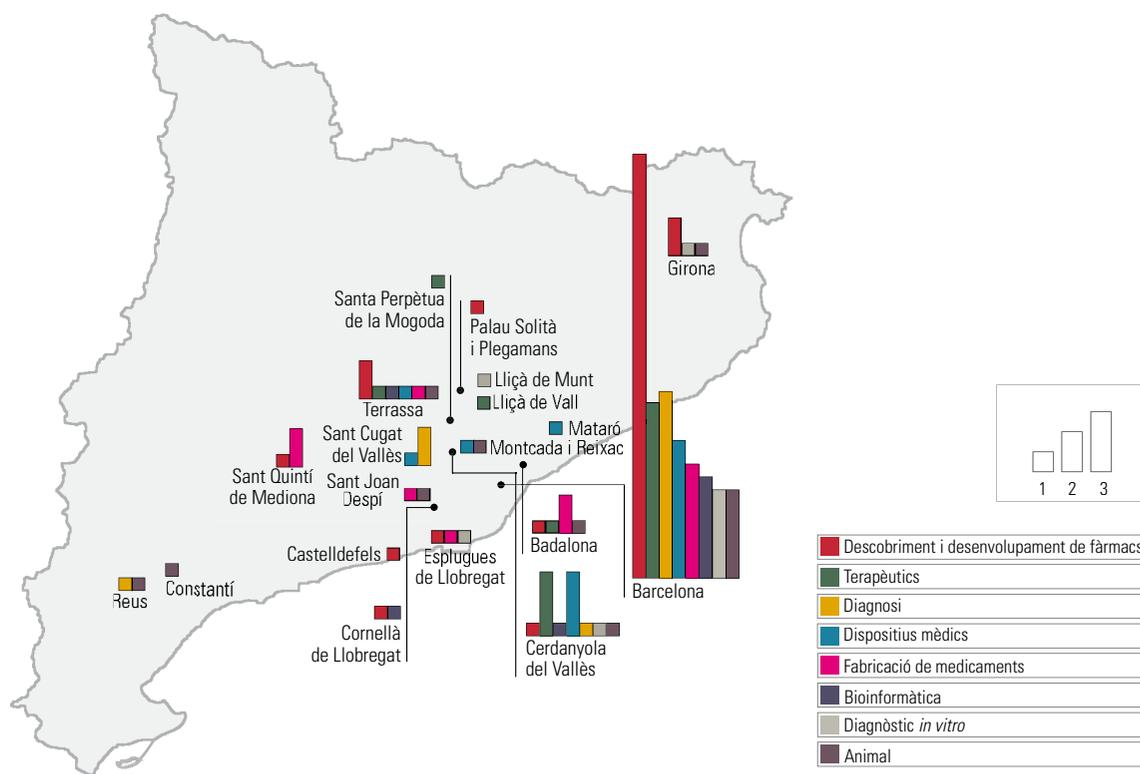 Girona
Santa Perpètua
de la Mogoda
Palau Solità
i Plegamans
Lliçà de Munt
Lliçà de Vall
Terrassa
Mataró
Sant Cugat
del Vallès
Montcada i Reixac
Sant Quintí
de Mediona
Sant Joan
Despí
Badalona
Castelldefels
Esplugues
de Llobregat
Constantí
Reus
Barcelona
Cornellà
de Llobregat
Cerdanyola
del Vallès
1 2 3
Descobriment i desenvolupament de fàrmacs
Terapèutics
Diagnosi
Dispositius mèdics
Fabricació de medicaments
Bioinformàtica
Diagnòstic in vitro
Animal